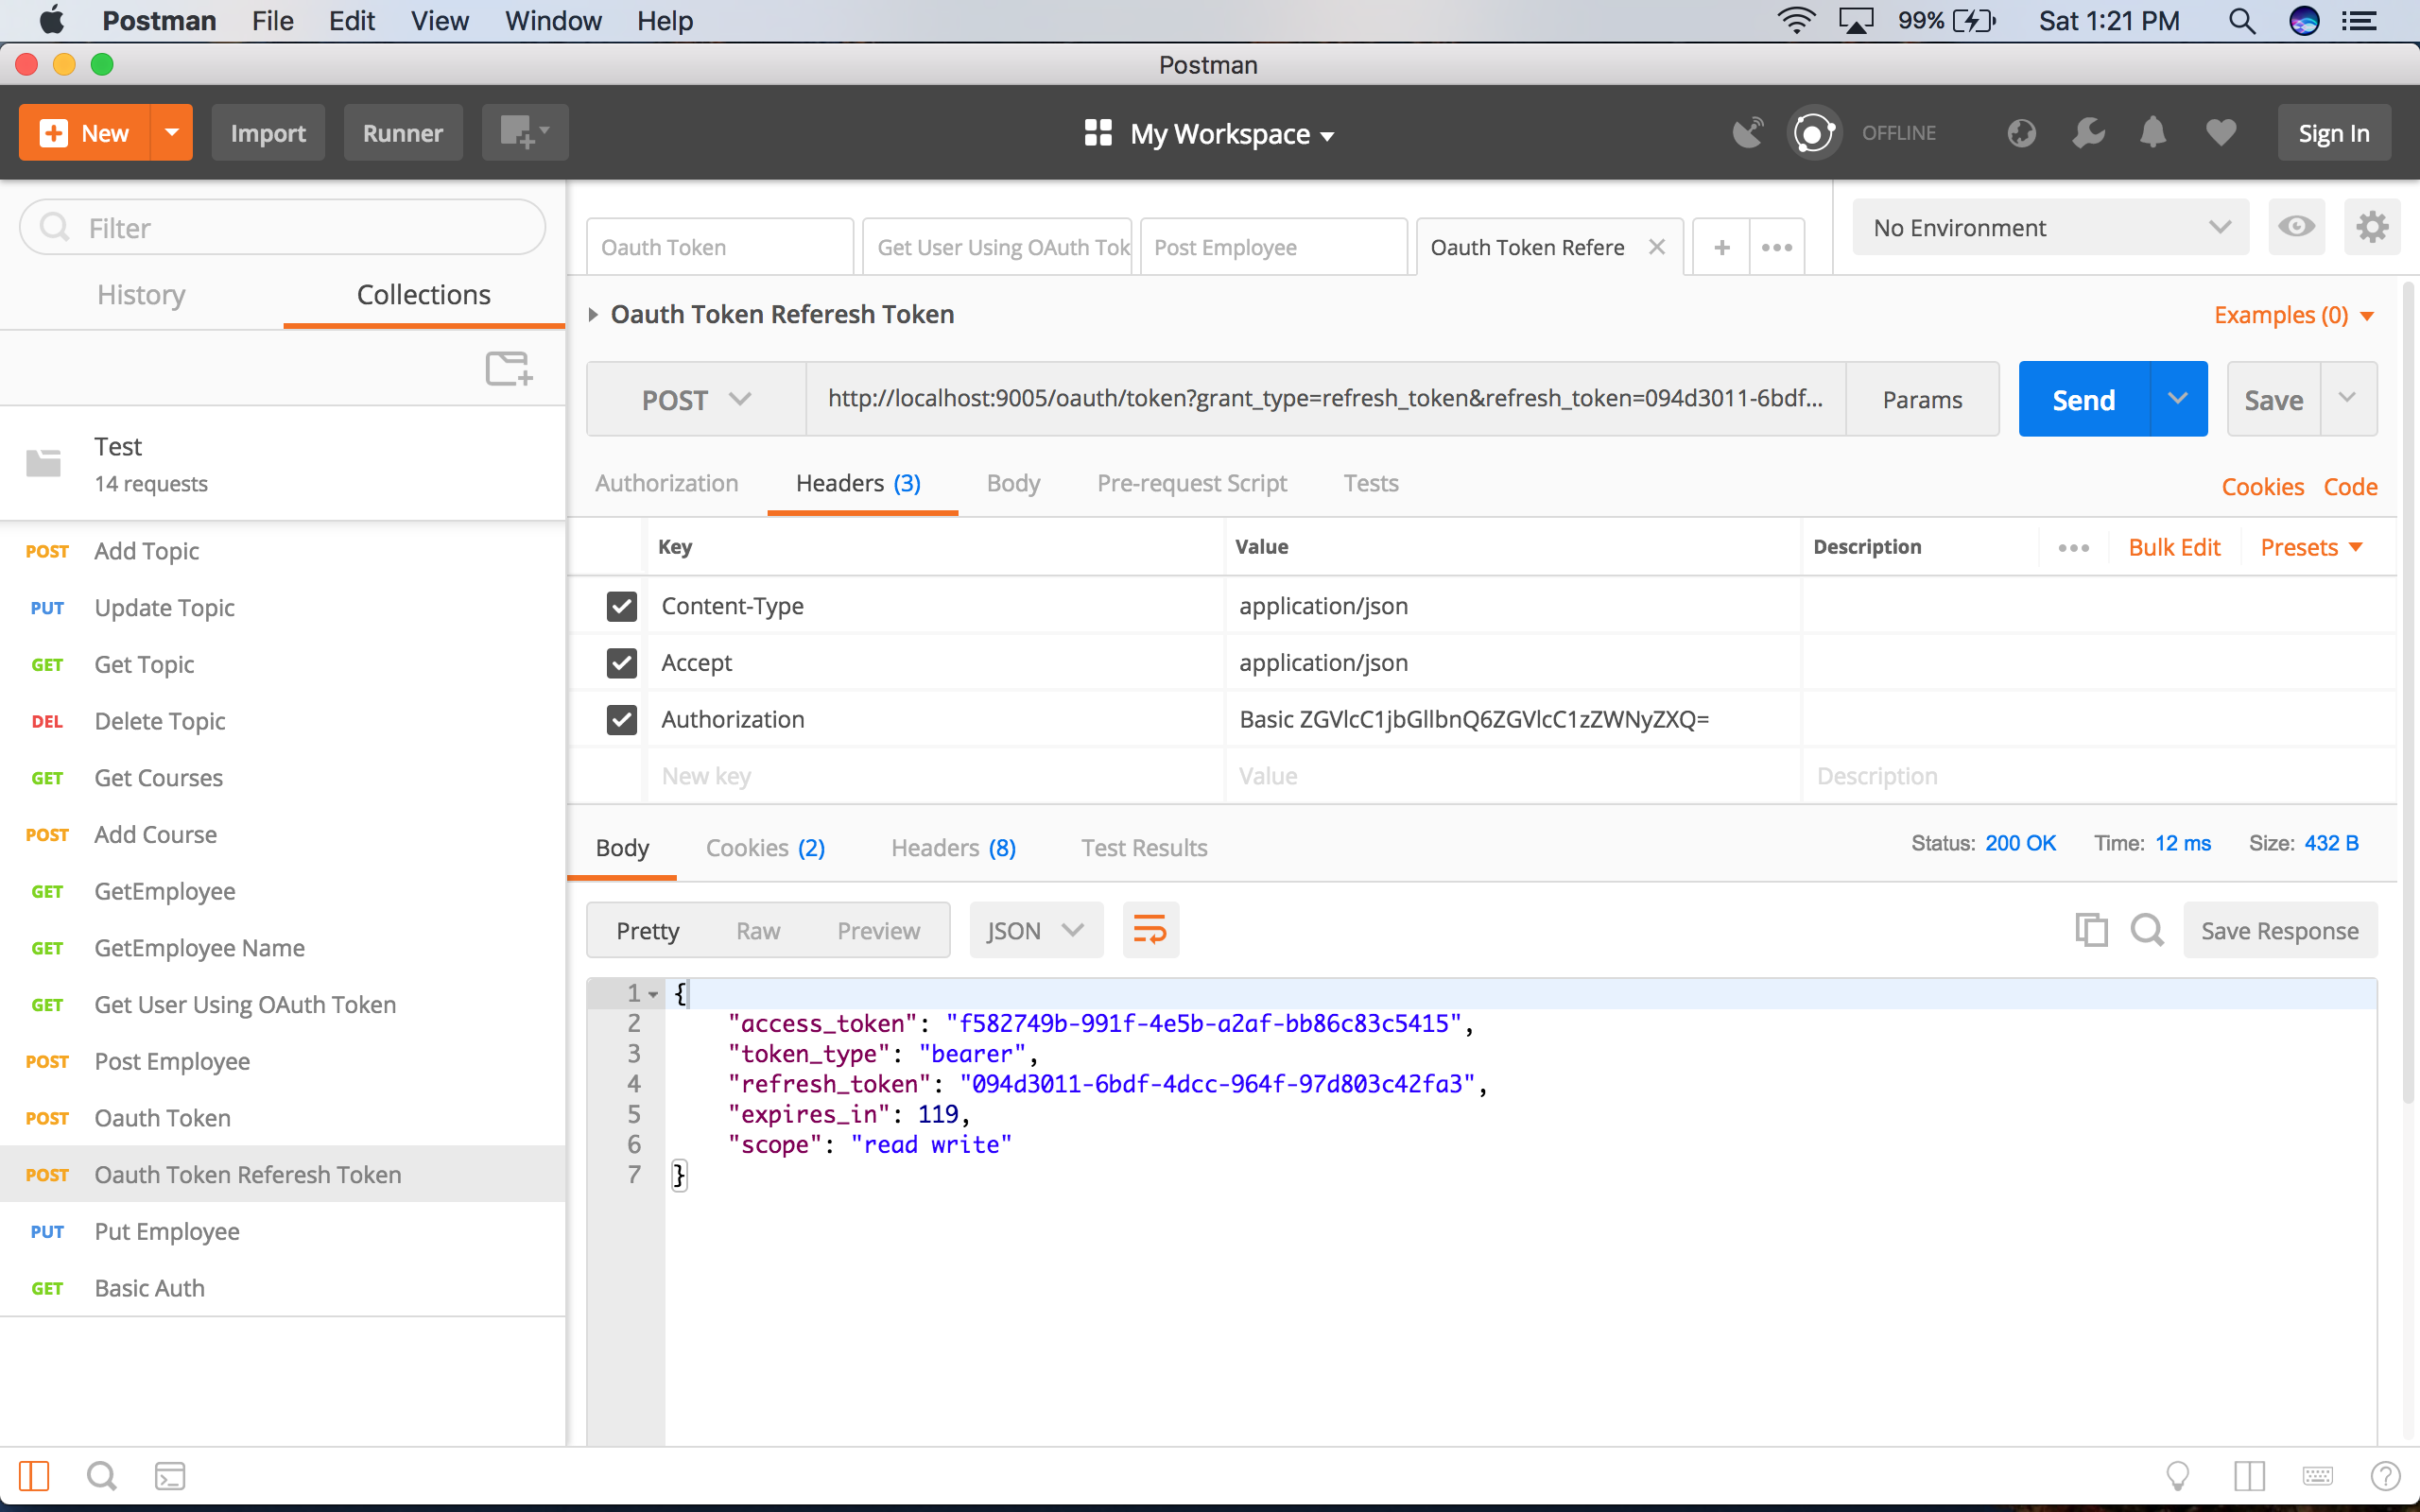 Postman File Edit View Window Help 99% Sat 1:21 PM
Postman
New Import Runner My Workspace OFFLINE Sign In
Filter
History Collections
Test
14 requests
POST Add Topic
PUT Update Topic
GET Get Topic
DEL Delete Topic
GET Get Courses
POST Add Course
GET GetEmployee
GET GetEmployee Name
GET Get User Using OAuth Token
POST Post Employee
POST Oauth Token
POST Oauth Token Referesh Token
PUT Put Employee
GET Basic Auth
Oauth Token Get User Using OAuth Tok Post Employee Oauth Token Refere
No Environment
Oauth Token Referesh Token Examples (0)
POST http://localhost:9005/oauth/token?grant_type=refresh_token&refresh_token=094d3011-6bdf... Params Send Save
Authorization Headers (3) Body Pre-request Script Tests Cookies Code
Key Value Description Bulk Edit Presets
Content-Type application/json
Accept application/json
Authorization Basic ZGVlcC1jbGllbnQ6ZGVlcC1zZWNyZXQ=
New key Value Description
Body Cookies (2) Headers (8) Test Results Status: 200 OK Time: 12 ms Size: 432 B
Pretty Raw Preview JSON Save Response
1 {
2 "access_token": "f582749b-991f-4e5b-a2af-bb86c83c5415",
3 "token_type": "bearer",
4 "refresh_token": "094d3011-6bdf-4dcc-964f-97d803c42fa3",
5 "expires_in": 119,
6 "scope": "read write"
7 }